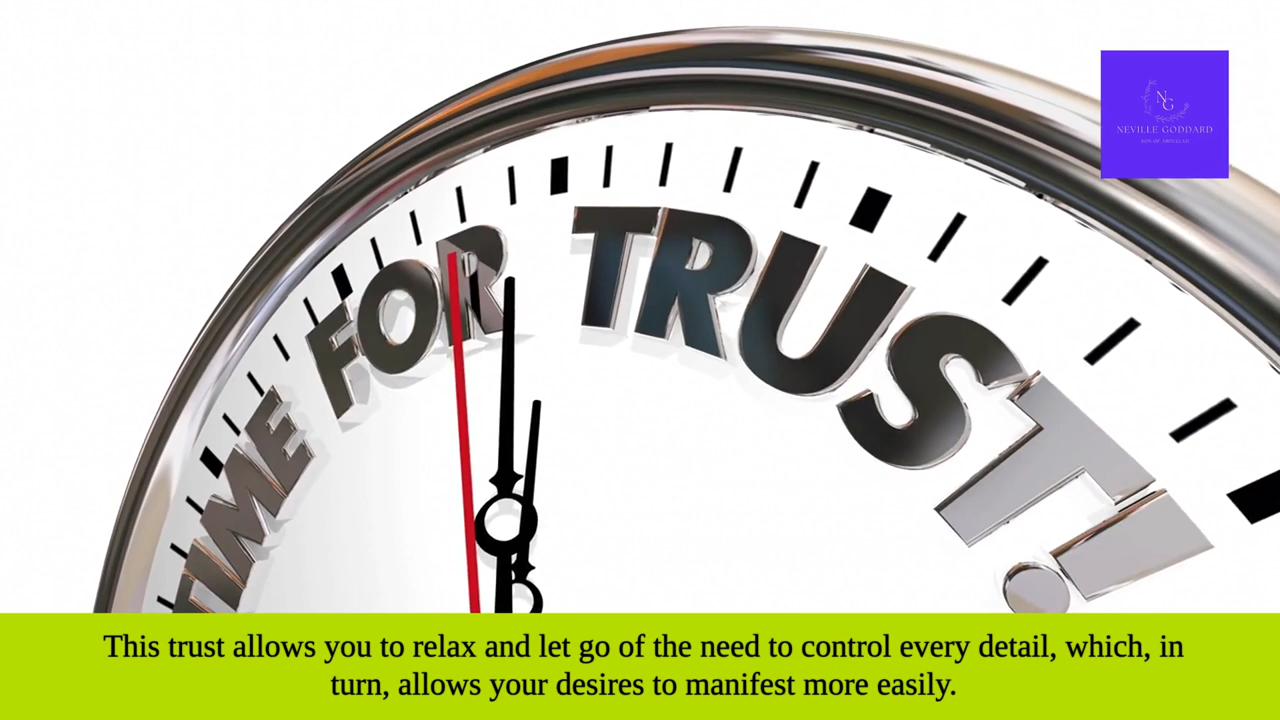 TIME FOR TRUST!
NG
NEVILLE GODDARD
This trust allows you to relax and let go of the need to control every detail, which, in
turn, allows your desires to manifest more easily.